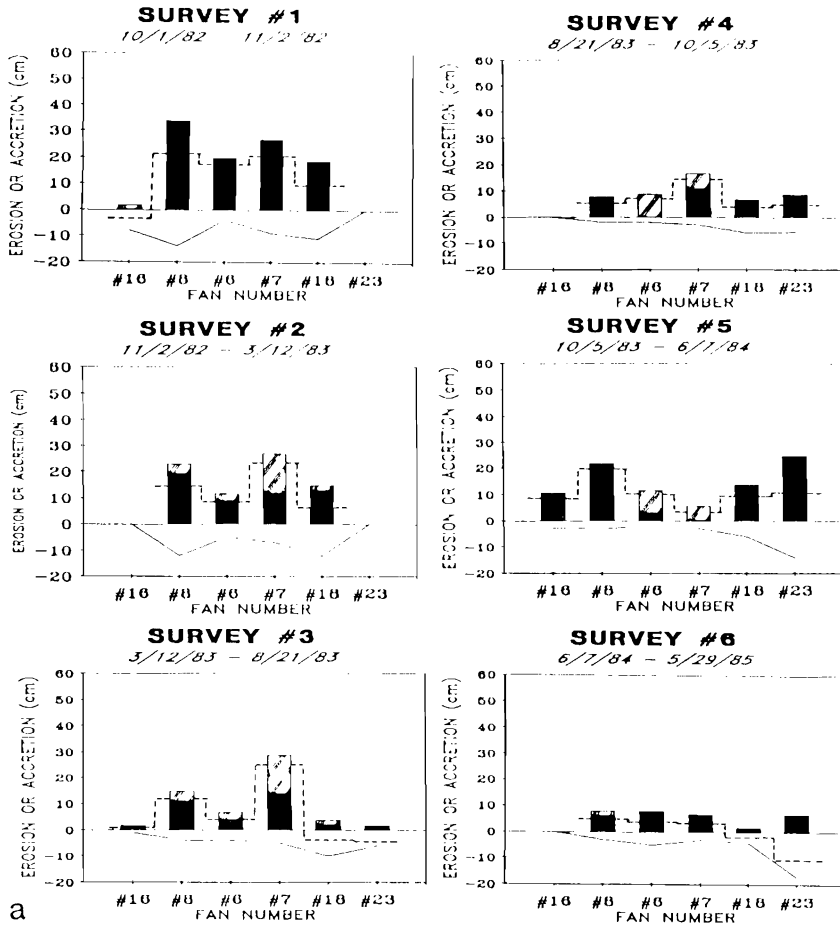 SURVEY #1
10/1/82 11/2/82
EROSION OR ACCRETION (cm)
60
50
40
30
20
10
0
-10
-20
#16 #8 #6 #7 #18 #23
FAN NUMBER
SURVEY #2
11/2/82 - 3/12/83
EROSION OR ACCRETION (cm)
60
50
40
30
20
10
0
-10
-20
#16 #8 #6 #7 #18 #23
FAN NUMBER
SURVEY #3
3/12/83 - 8/21/83
EROSION OR ACCRETION (cm)
60
50
40
30
20
10
0
-10
-20
#16 #8 #6 #7 #18 #23
FAN NUMBER
a
SURVEY #4
8/21/83 - 10/5/83
EROSION OR ACCRETION (cm)
60
50
40
30
20
10
0
-10
-20
#16 #8 #6 #7 #18 #23
FAN NUMBER
SURVEY #5
10/5/83 - 6/7/84
EROSION OR ACCRETION (cm)
60
50
40
30
20
10
0
-10
-20
#16 #8 #6 #7 #18 #23
FAN NUMBER
SURVEY #6
6/7/84 - 5/29/85
EROSION OR ACCRETION (cm)
60
50
40
30
20
10
0
-10
-20
#16 #8 #6 #7 #18 #23
FAN NUMBER